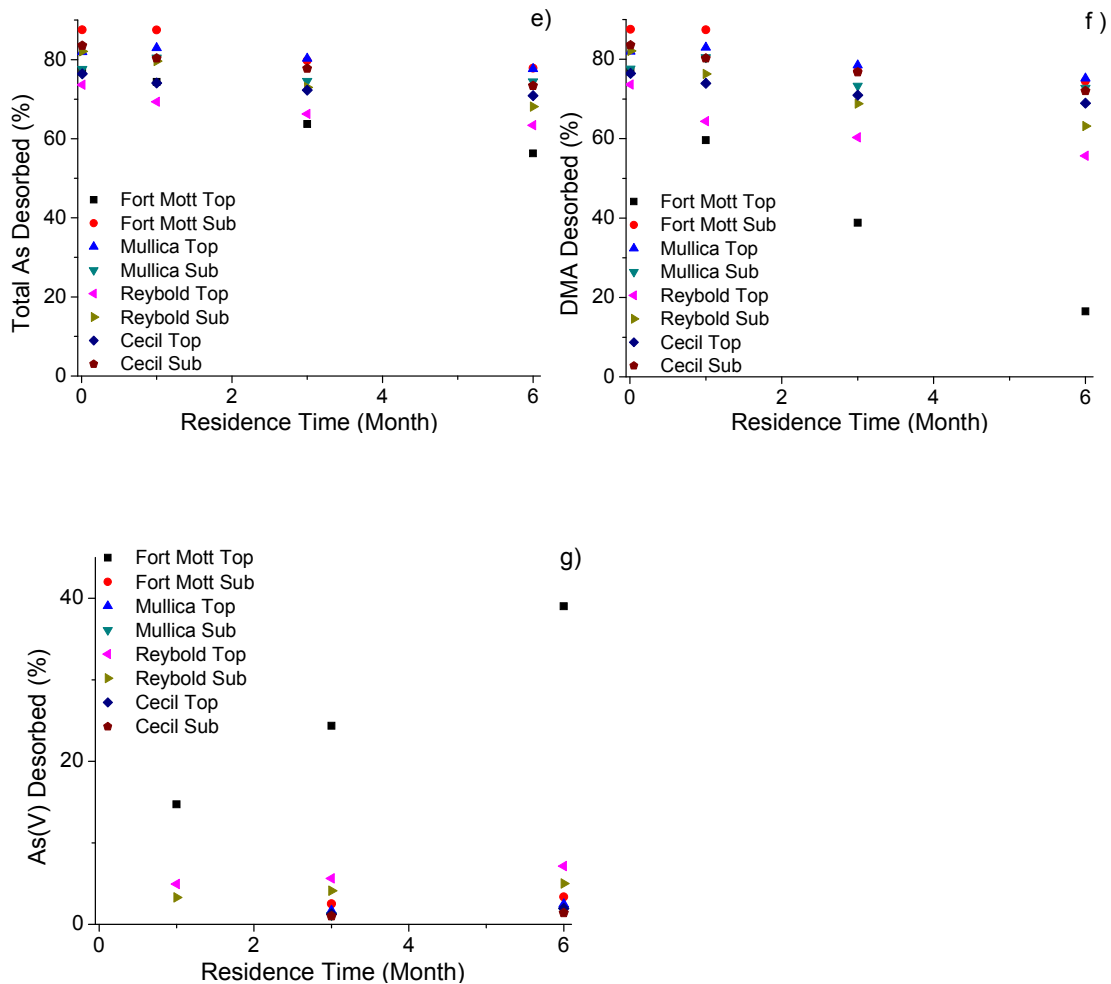 e)
80
60
40
20
0
Total As Desorbed (%)
Fort Mott Top
Fort Mott Sub
Mullica Top
Mullica Sub
Reybold Top
Reybold Sub
Cecil Top
Cecil Sub
0 2 4 6
Residence Time (Month)
f )
80
60
40
20
0
DMA Desorbed (%)
Fort Mott Top
Fort Mott Sub
Mullica Top
Mullica Sub
Reybold Top
Reybold Sub
Cecil Top
Cecil Sub
0 2 4 6
Residence Time (Month)
g)
40
20
0
As(V) Desorbed (%)
Fort Mott Top
Fort Mott Sub
Mullica Top
Mullica Sub
Reybold Top
Reybold Sub
Cecil Top
Cecil Sub
0 2 4 6
Residence Time (Month)